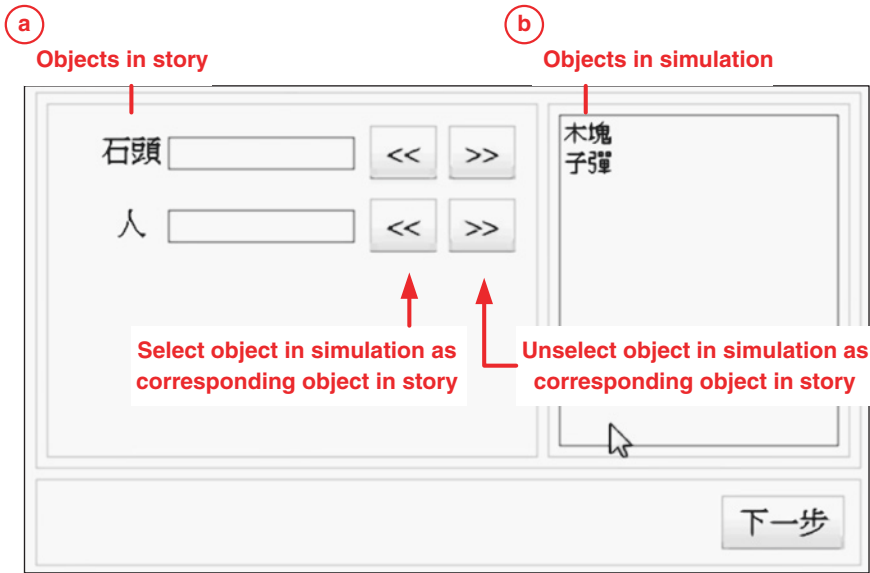 a
b
Objects in story
Objects in simulation
石頭
<<
>>
木塊
子彈
人
<<
>>
Select object in simulation as
corresponding object in story
Unselect object in simulation as
corresponding object in story
下一步